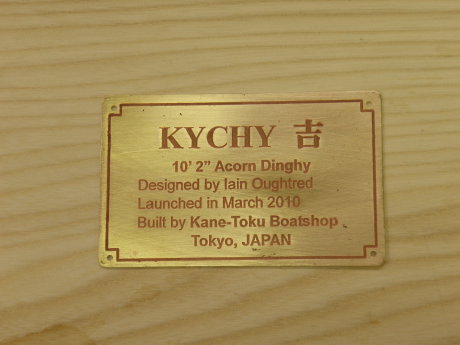 KYCHY 吉
10' 2" Acorn Dinghy
Designed by Iain Oughtred
Launched in March 2010
Built by Kane-Toku Boatshop
Tokyo, JAPAN